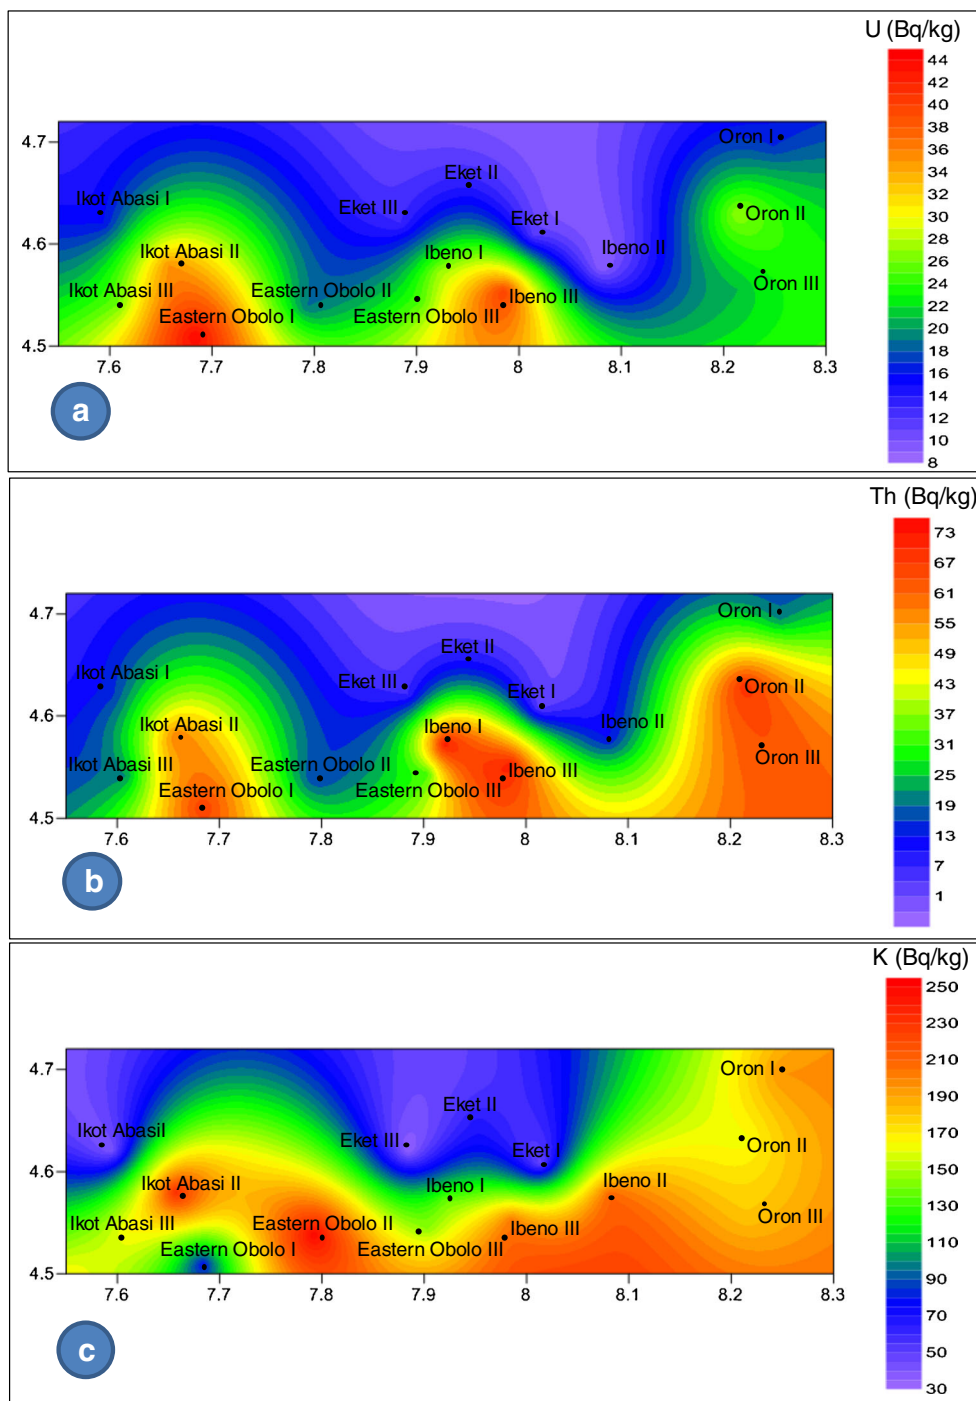 U (Bq/kg)
44
42
40
38
36
34
32
30
28
26
24
22
20
18
16
14
12
10
8
4.7
4.6
4.5
Oron I
Eket II
Ikot Abasi I
Eket III
Oron II
Eket I
Ikot Abasi II
Ibeno I
Ibeno II
Ikot Abasi III
Eastern Obolo II
Ibeno III
Oron III
Eastern Obolo I
Eastern Obolo III
7.6 7.7 7.8 7.9 8 8.1 8.2 8.3
a
Th (Bq/kg)
73
67
61
55
49
43
37
31
25
19
13
7
1
4.7
4.6
4.5
Oron I
Eket II
Ikot Abasi I
Eket III
Oron II
Eket I
Ikot Abasi II
Ibeno I
Ibeno II
Ikot Abasi III
Eastern Obolo II
Ibeno III
Oron III
Eastern Obolo I
Eastern Obolo III
7.6 7.7 7.8 7.9 8 8.1 8.2 8.3
b
K (Bq/kg)
250
230
210
190
170
150
130
110
90
70
50
30
4.7
4.6
4.5
Oron I
Eket II
Ikot AbasiI
Eket III
Oron II
Eket I
Ikot Abasi II
Ibeno I
Ibeno II
Ikot Abasi III
Eastern Obolo II
Ibeno III
Oron III
Eastern Obolo I
Eastern Obolo III
7.6 7.7 7.8 7.9 8 8.1 8.2 8.3
c